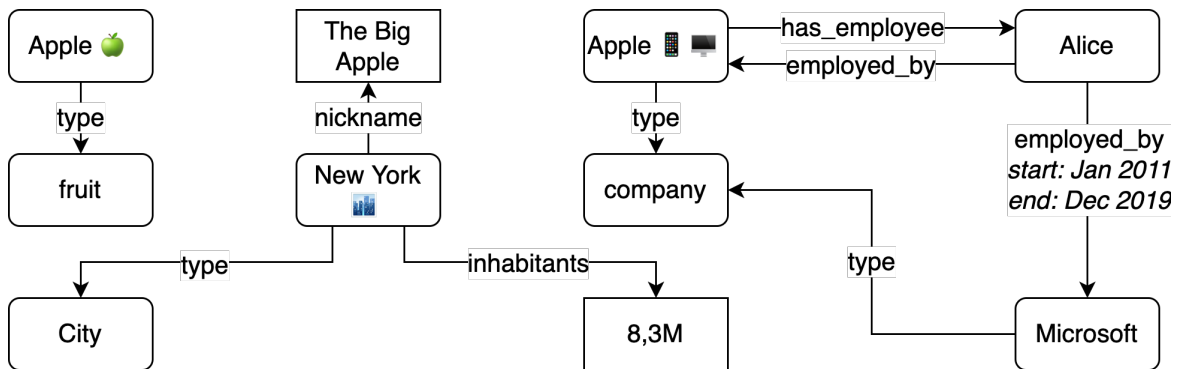 Apple 🍏
The Big
Apple
Apple 📱 🖥️
has_employee
employed_by
Alice
type
nickname
type
employed_by
start: Jan 2011
end: Dec 2019
fruit
New York
🏙️
company
type
inhabitants
type
City
8,3M
Microsoft